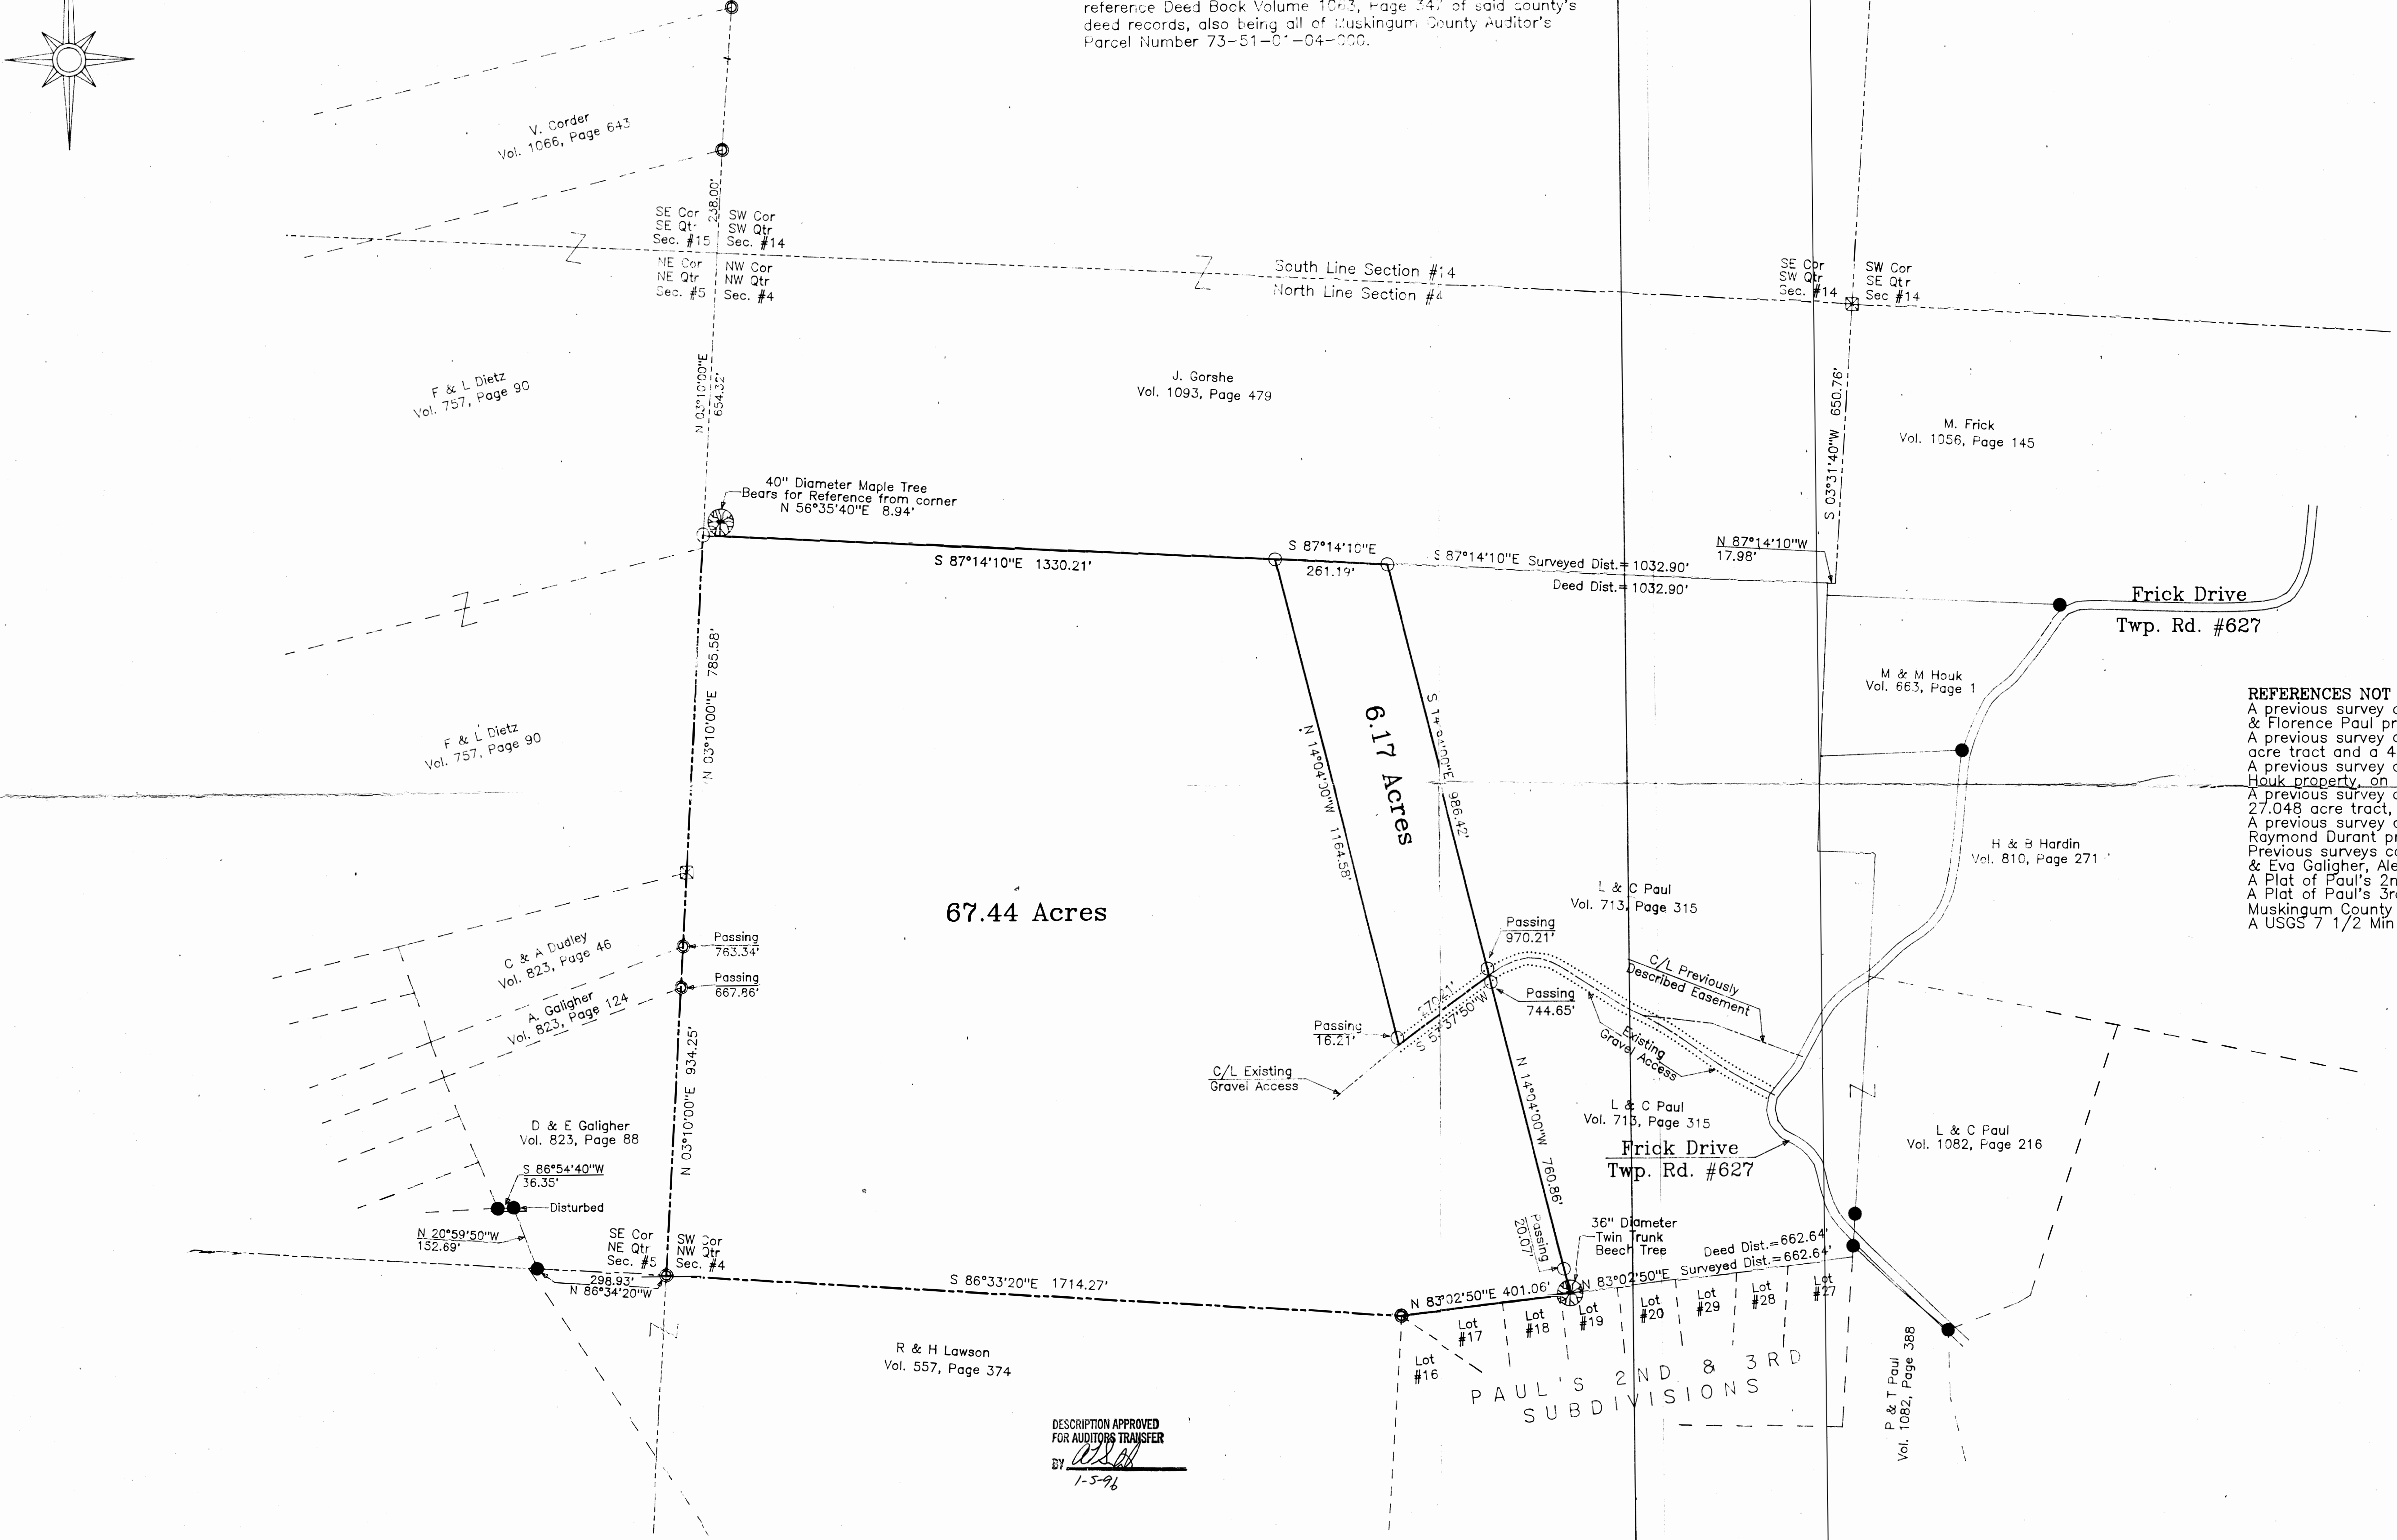 reference Deed Book Volume 1063, Page 347 of said county's
deed records, also being all of Muskingum County Auditor's
Parcel Number 73-51-01-04-000.
V. Corder
Vol. 1066, Page 643
238.00'
SE Cor
SE Qtr
Sec. #15
SW Cor
SW Qtr
Sec. #14
NE Cor
NE Qtr
Sec. #5
NW Cor
NW Qtr
Sec. #4
South Line Section #14
North Line Section #4
SE Cor
SW Qtr
Sec. #14
SW Cor
SE Qtr
Sec #14
N 03°10'00"E
654.32'
F & L Dietz
Vol. 757, Page 90
J. Gorshe
Vol. 1093, Page 479
S 03°31'40"W 650.76'
M. Frick
Vol. 1056, Page 145
40" Diameter Maple Tree
Bears for Reference from corner
N 56°35'40"E 8.94'
S 87°14'10"E 1330.21'
S 87°14'10"E
261.19'
S 87°14'10"E Surveyed Dist.= 1032.90'
Deed Dist.= 1032.90'
N 87°14'10"W
17.98'
Frick Drive
Twp. Rd. #627
N 03°10'00"E 785.58'
F & L Dietz
Vol. 757, Page 90
N 14°04'00"W 1164.58'
6.17 Acres
S 14°04'00"E 986.42'
M & M Houk
Vol. 663, Page 1
REFERENCES NOT
A previous survey
& Florence Paul
A previous survey
acre tract and a 4
A previous survey
Houk property, on
A previous survey
27.048 acre tract,
A previous survey
Raymond Durant
Previous surveys
& Eva Galigher,
A Plat of Paul's
A Plat of Paul's
Muskingum County
A USGS 7 1/2 Min
H & B Hardin
Vol. 810, Page 271
67.44 Acres
L & C Paul
Vol. 713, Page 315
Passing
970.21'
C & A Dudley
Vol. 823, Page 46
Passing
763.34'
Passing
667.86'
A. Galigher
Vol. 823, Page 124
C/L Previously
Described Easement
Passing
744.65'
S 53°37'50"W
Passing
16.21'
Existing
Gravel Access
C/L Existing
Gravel Access
N 03°10'00"E 934.25'
N 14°04'00"W 760.86'
L & C Paul
Vol. 713, Page 315
Frick Drive
Twp. Rd. #627
L & C Paul
Vol. 1082, Page 216
D & E Galigher
Vol. 823, Page 88
S 86°54'40"W
36.35'
Disturbed
N 20°59'50"W
152.69'
SE Cor
NE Qtr
Sec. #5
SW Cor
NW Qtr
Sec. #4
298.93'
N 86°34'20"W
S 86°33'20"E 1714.27'
Passing
20.07'
36" Diameter
Twin Trunk
Beech Tree
Deed Dist.=662.64'
N 83°02'50"E 401.06'
N 83°02'50"E Surveyed Dist.=662.64'
Lot
#16
Lot
#17
Lot
#18
Lot
#19
Lot
#20
Lot
#29
Lot
#28
Lot
#27
PAUL'S 2ND & 3RD
SUBDIVISIONS
R & H Lawson
Vol. 557, Page 374
P & T Paul
Vol. 1082, Page 388
DESCRIPTION APPROVED
FOR AUDITORS TRANSFER
BY
1-5-96